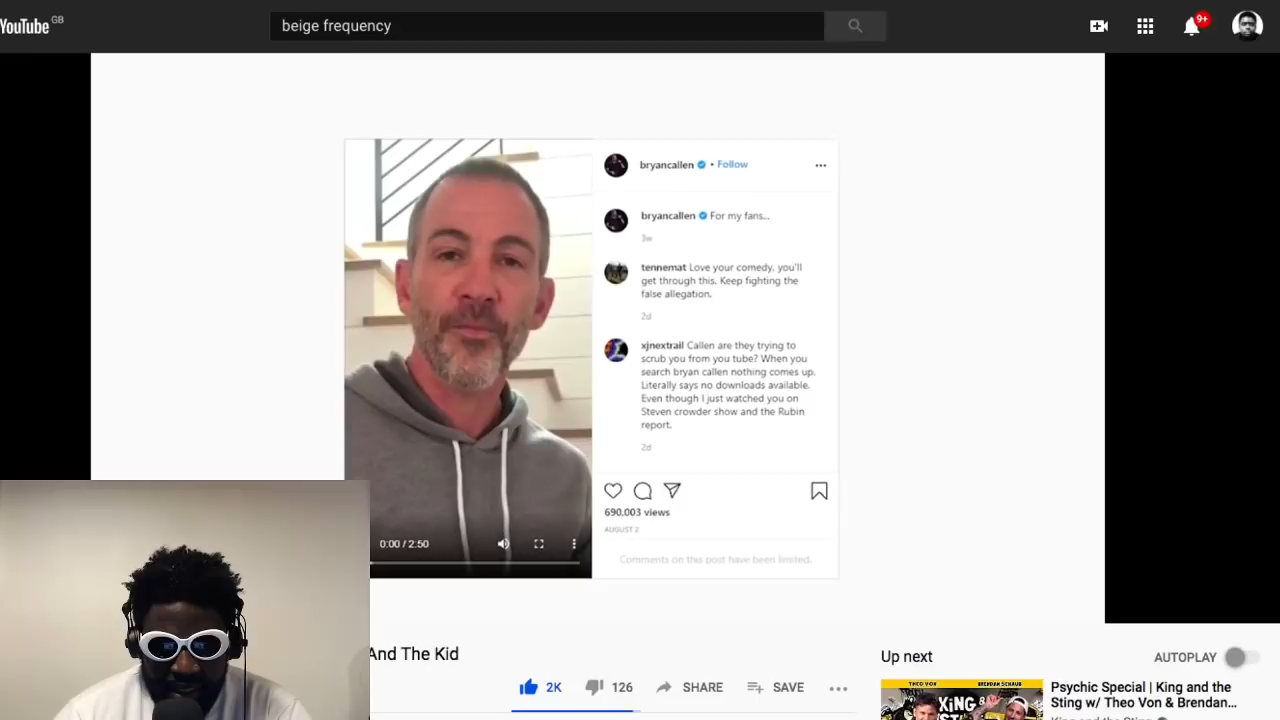 YouTube GB
beige frequency
9+
bryancallen • Follow
bryancallen For my fans...
3w
tennemat Love your comedy, you'll
get through this. Keep fighting the
false allegation.
2d
xjnextrail Callen are they trying to
scrub you from you tube? When you
search bryan callen nothing comes up.
Literally says no downloads available.
Even though I just watched you on
Steven crowder show and the Rubin
report.
2d
690,003 views
AUGUST 2
Comments on this post have been limited.
0:00 / 2:50
And The Kid
2K
126
SHARE
SAVE
Up next
AUTOPLAY
THEO VON
BRENDAN SCHAUB
KING &
Psychic Special | King and the
Sting w/ Theo Von & Brendan...
King and the Sting